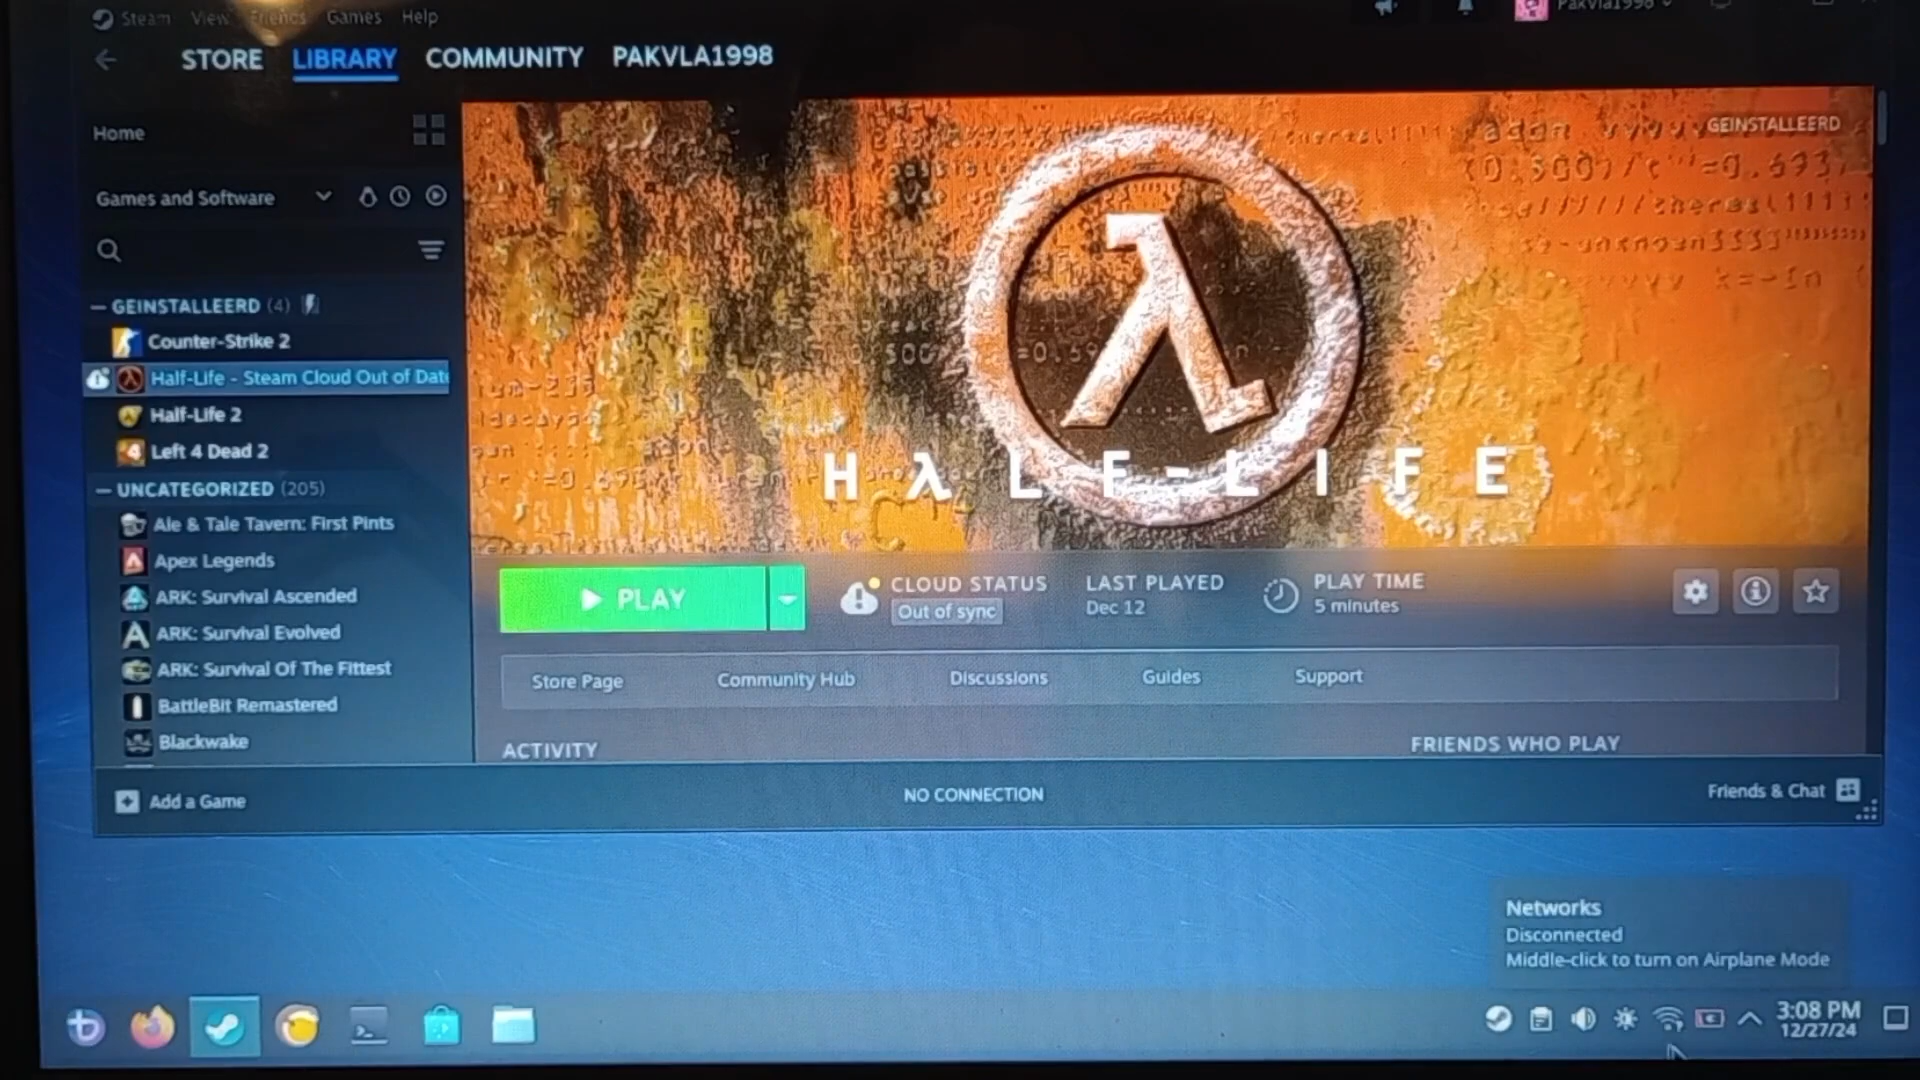 Steam View Friends Games Help
PakVla1998
STORE LIBRARY COMMUNITY PAKVLA1998
Home
Games and Software
GEINSTALLEERD (4)
Counter-Strike 2
Half-Life - Steam Cloud Out of Date
Half-Life 2
Left 4 Dead 2
UNCATEGORIZED (205)
Ale & Tale Tavern: First Pints
Apex Legends
ARK: Survival Ascended
ARK: Survival Evolved
ARK: Survival Of The Fittest
BattleBit Remastered
Blackwake
GEINSTALLEERD
HλLF-LIFE
PLAY
CLOUD STATUS
Out of sync
LAST PLAYED
Dec 12
PLAY TIME
5 minutes
Store Page Community Hub Discussions Guides Support
ACTIVITY
FRIENDS WHO PLAY
Add a Game
NO CONNECTION
Friends & Chat
Networks
Disconnected
Middle-click to turn on Airplane Mode
3:08 PM
12/27/24